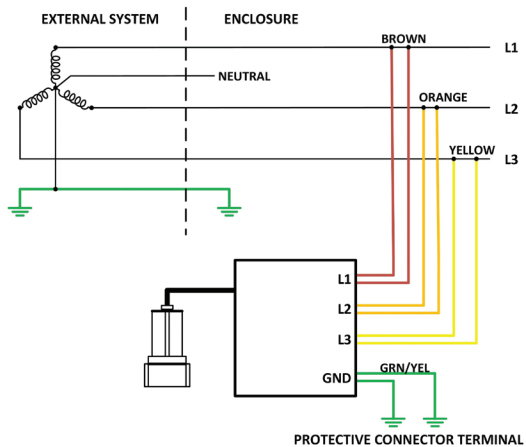 EXTERNAL SYSTEM
ENCLOSURE
BROWN
L1
NEUTRAL
ORANGE
L2
YELLOW
L3
L1
L2
L3
GRN/YEL
GND
PROTECTIVE CONNECTOR TERMINAL